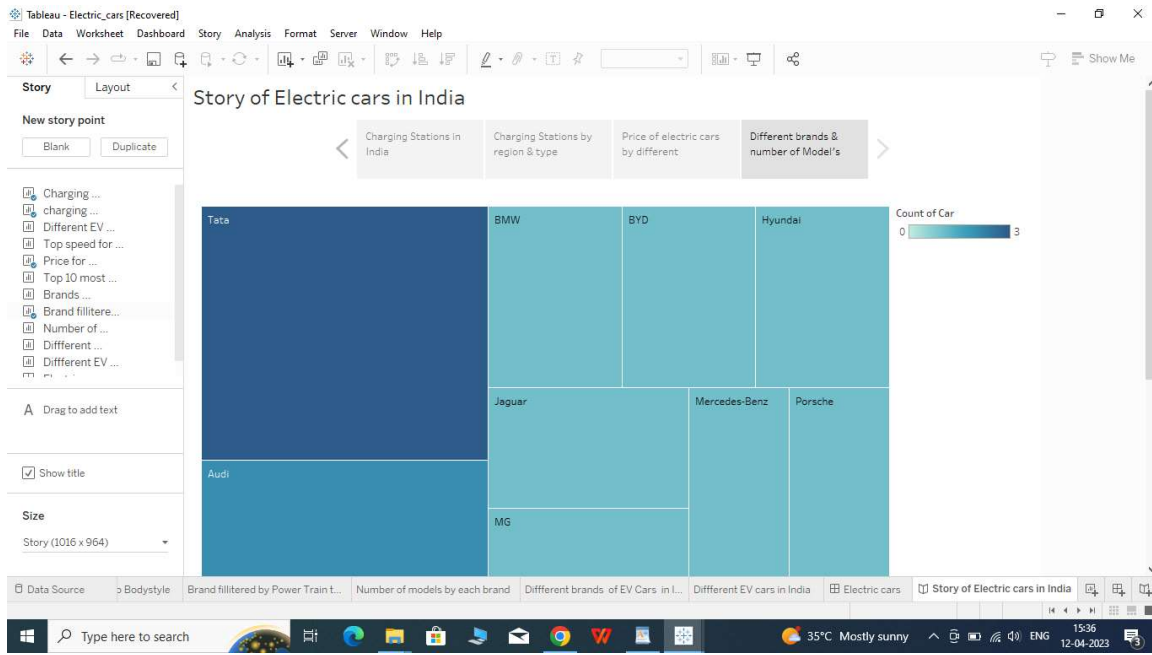 Tableau - Electric_cars [Recovered]
File Data Worksheet Dashboard Story Analysis Format Server Window Help
Show Me
Story Layout
New story point
Blank Duplicate
Charging ...
charging ...
Different EV ...
Top speed for ...
Price for ...
Top 10 most ...
Brands ...
Brand fillitere...
Number of ...
Diffferent ...
Diffferent EV ...
A Drag to add text
Show title
Size
Story (1016 x 964)
Story of Electric cars in India
Charging Stations in
India
Charging Stations by
region & type
Price of electric cars
by different
Different brands &
number of Model's
Tata
BMW
BYD
Hyundai
Jaguar
Mercedes-Benz
Porsche
Audi
MG
Count of Car
0 3
Data Source
Bodystyle
Brand fillitered by Power Train t...
Number of models by each brand
Diffferent brands of EV Cars in I...
Diffferent EV cars in India
Electric cars
Story of Electric cars in India
Type here to search
35°C Mostly sunny
ENG
15:36
12-04-2023
3